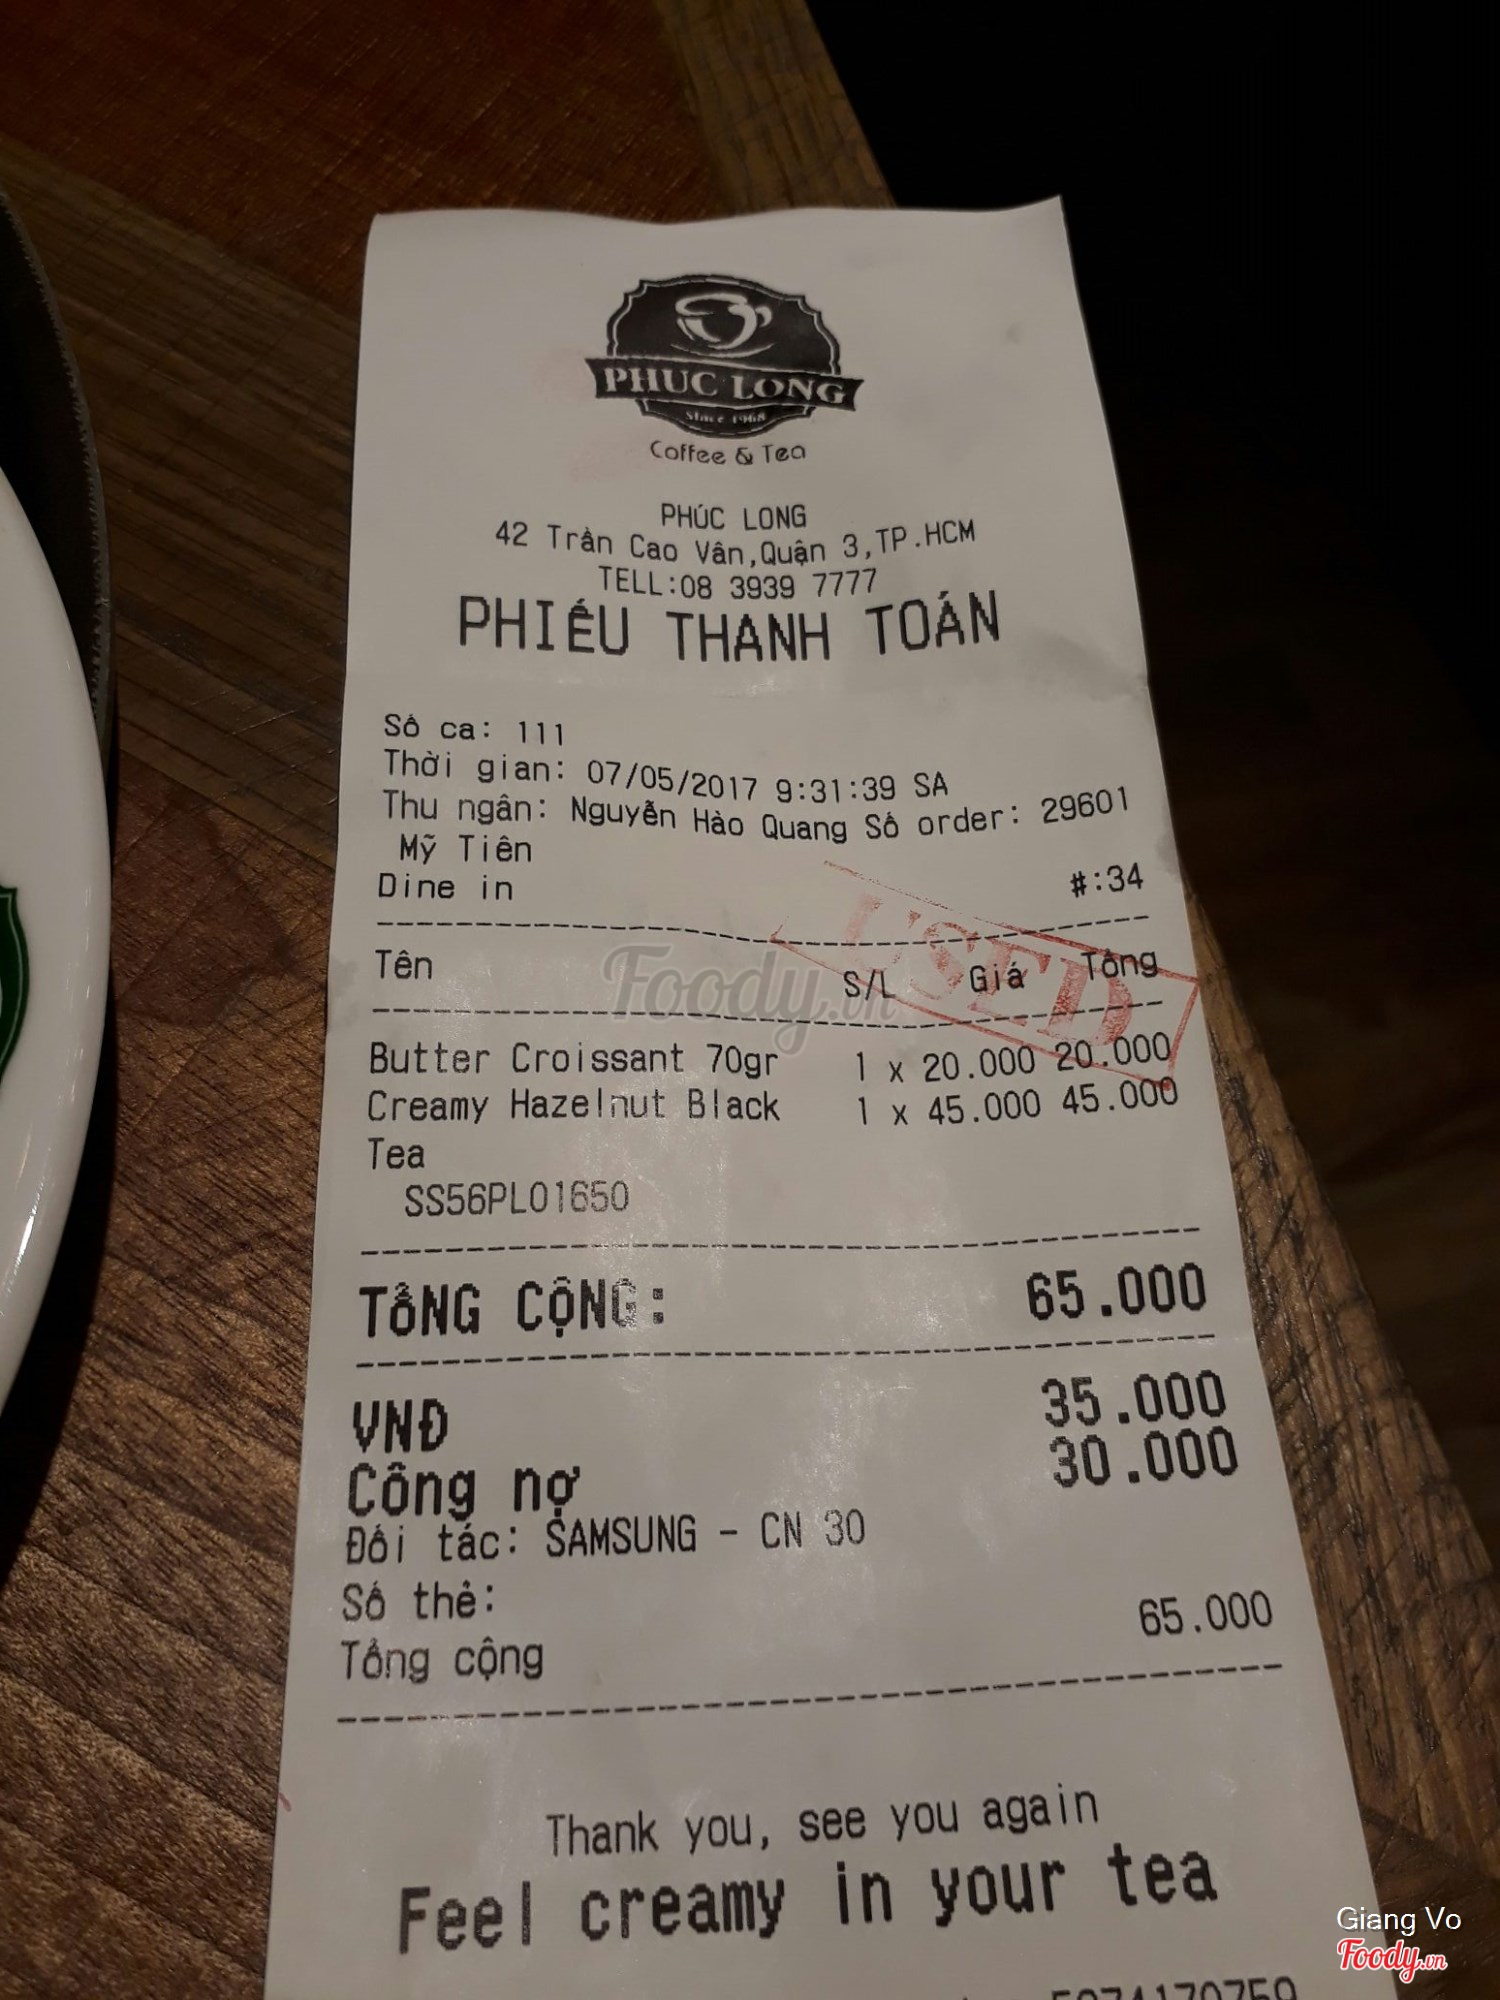 PHUC LONG
Since 1968
Coffee & Tea
PHÚC LONG
42 Trần Cao Vân,Quận 3,TP.HCM
TELL:08 3939 7777
PHIẾU THANH TOÁN
Số ca: 111
Thời gian: 07/05/2017 9:31:39 SA
Thu ngân: Nguyễn Hào Quang Số order: 29601
Mỹ Tiên
Dine in #:34
USED
Tên S/L Giá Tổng
Foody.vn
Butter Croissant 70gr 1 x 20.000 20.000
Creamy Hazelnut Black 1 x 45.000 45.000
Tea
SS56PL01650
TỔNG CỘNG: 65.000
VNĐ 35.000
Công nợ 30.000
Đối tác: SAMSUNG - CN 30
Số thẻ:
Tổng cộng 65.000
Thank you, see you again
Feel creamy in your tea
Giang Vo
Foody.vn